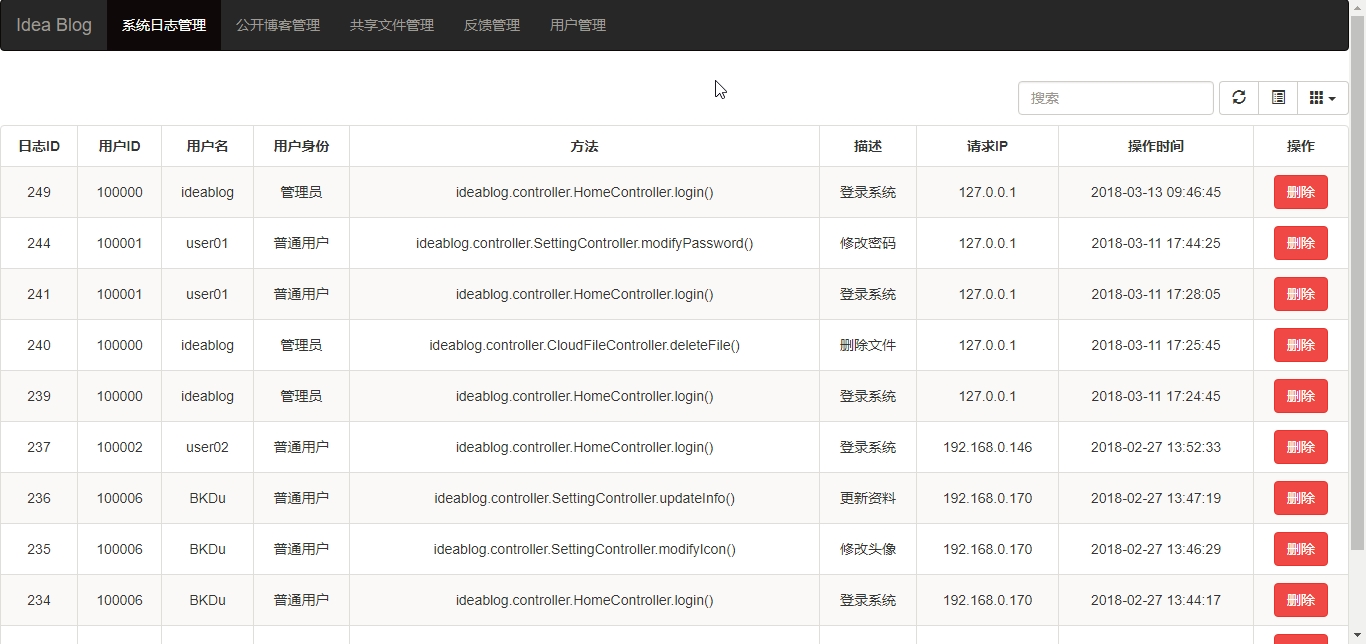 Idea Blog 系统日志管理 公开博客管理 共享文件管理 反馈管理 用户管理
搜索
日志ID 用户ID 用户名 用户身份 方法 描述 请求IP 操作时间 操作
249 100000 ideablog 管理员 ideablog.controller.HomeController.login() 登录系统 127.0.0.1 2018-03-13 09:46:45 删除
244 100001 user01 普通用户 ideablog.controller.SettingController.modifyPassword() 修改密码 127.0.0.1 2018-03-11 17:44:25 删除
241 100001 user01 普通用户 ideablog.controller.HomeController.login() 登录系统 127.0.0.1 2018-03-11 17:28:05 删除
240 100000 ideablog 管理员 ideablog.controller.CloudFileController.deleteFile() 删除文件 127.0.0.1 2018-03-11 17:25:45 删除
239 100000 ideablog 管理员 ideablog.controller.HomeController.login() 登录系统 127.0.0.1 2018-03-11 17:24:45 删除
237 100002 user02 普通用户 ideablog.controller.HomeController.login() 登录系统 192.168.0.146 2018-02-27 13:52:33 删除
236 100006 BKDu 普通用户 ideablog.controller.SettingController.updateInfo() 更新资料 192.168.0.170 2018-02-27 13:47:19 删除
235 100006 BKDu 普通用户 ideablog.controller.SettingController.modifyIcon() 修改头像 192.168.0.170 2018-02-27 13:46:29 删除
234 100006 BKDu 普通用户 ideablog.controller.HomeController.login() 登录系统 192.168.0.170 2018-02-27 13:44:17 删除